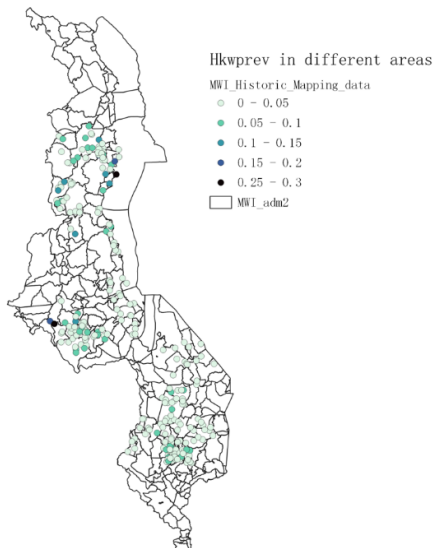 Hkwprev in different areas
MWI_Historic_Mapping_data
0 - 0.05
0.05 - 0.1
0.1 - 0.15
0.15 - 0.2
0.25 - 0.3
MWI_adm2